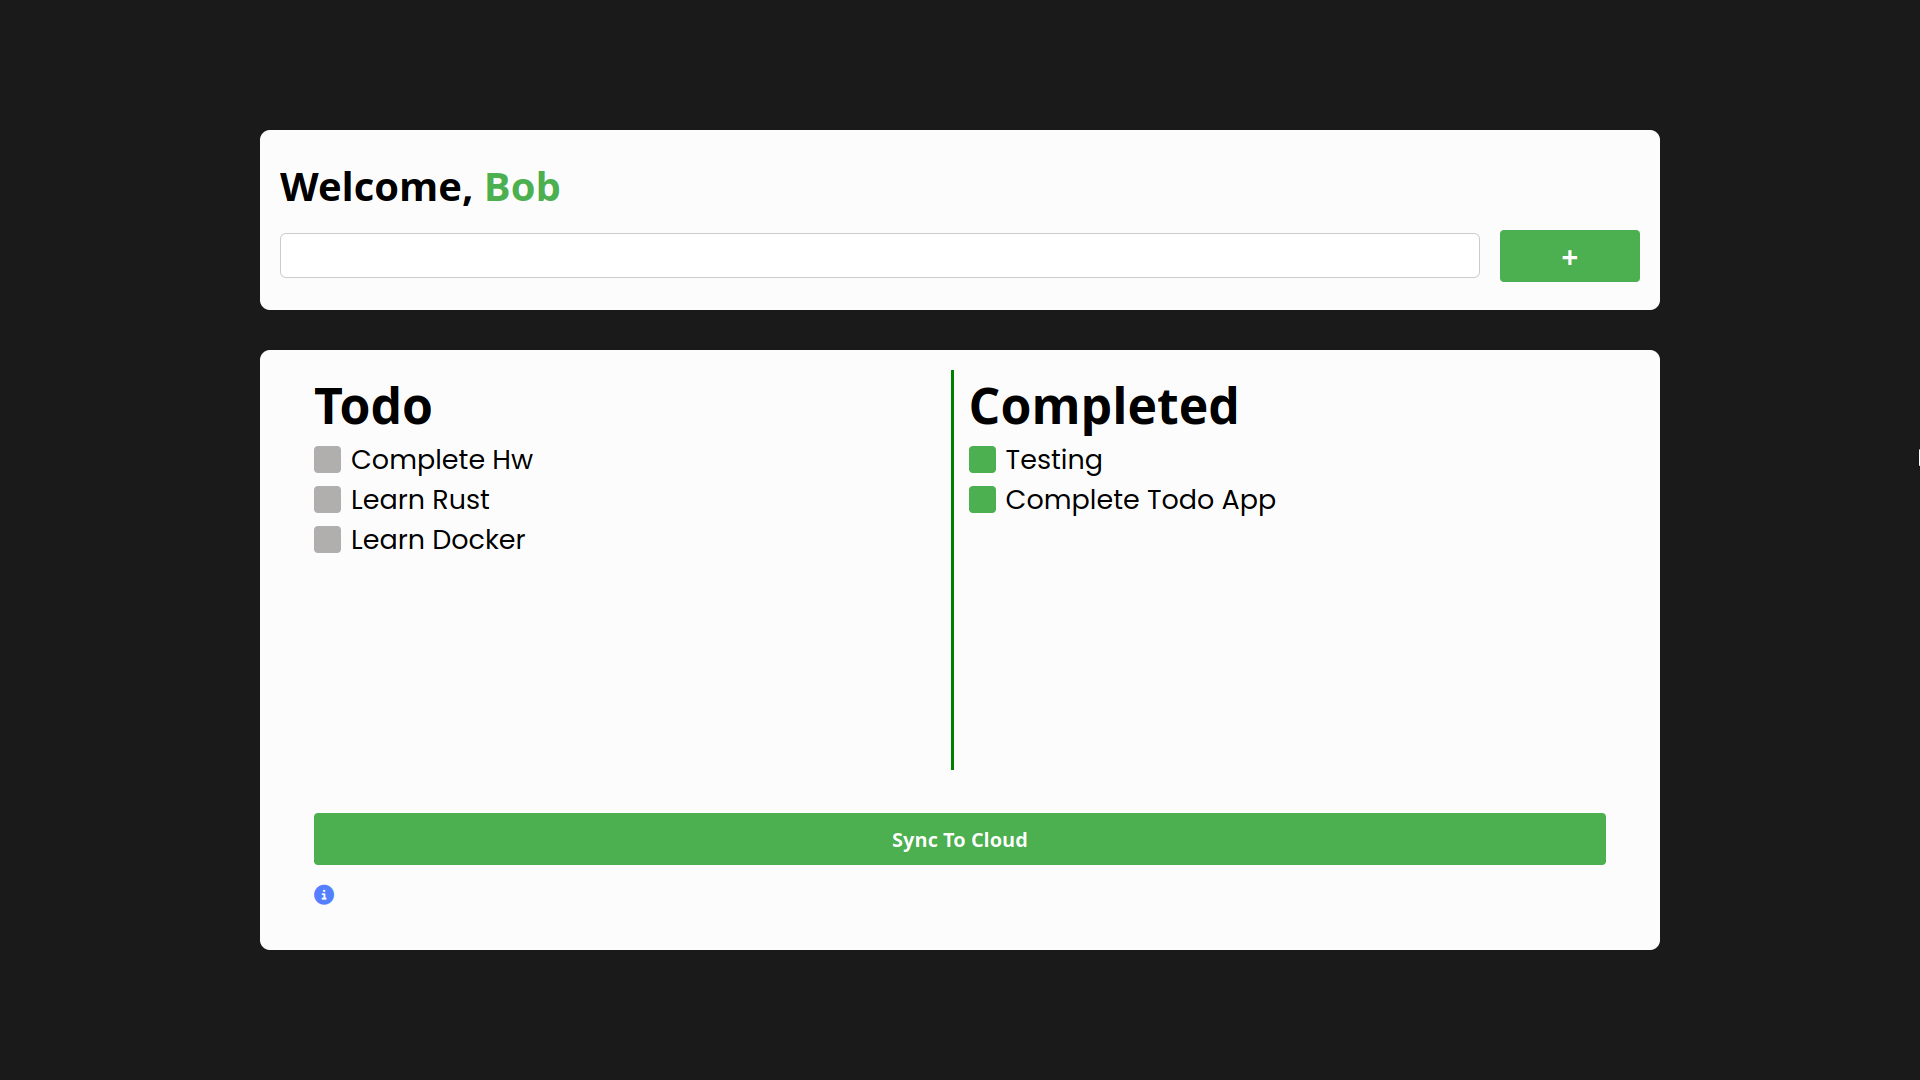 Welcome, Bob
+
Todo
Complete Hw
Learn Rust
Learn Docker
Completed
Testing
Complete Todo App
Sync To Cloud